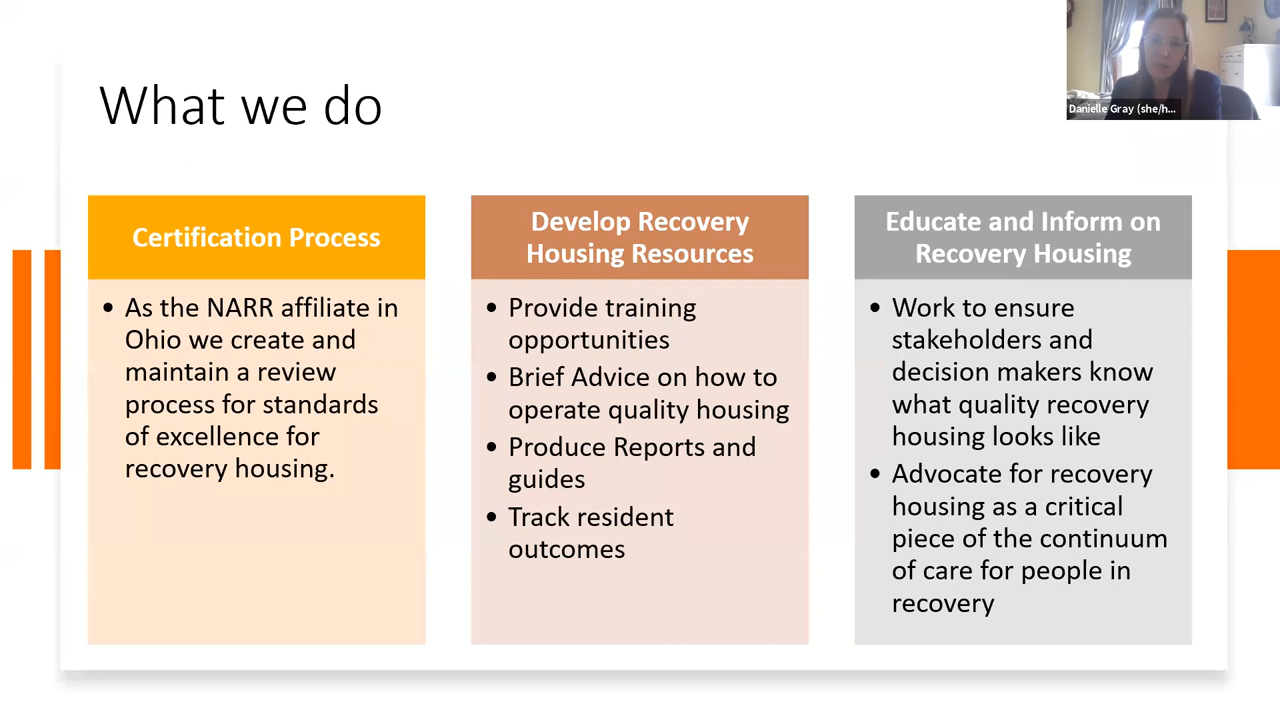 Danielle Gray (she/h...
What we do
Certification Process
• As the NARR affiliate in
Ohio we create and
maintain a review
process for standards
of excellence for
recovery housing.
Develop Recovery
Housing Resources
• Provide training
opportunities
• Brief Advice on how to
operate quality housing
• Produce Reports and
guides
• Track resident
outcomes
Educate and Inform on
Recovery Housing
• Work to ensure
stakeholders and
decision makers know
what quality recovery
housing looks like
• Advocate for recovery
housing as a critical
piece of the continuum
of care for people in
recovery